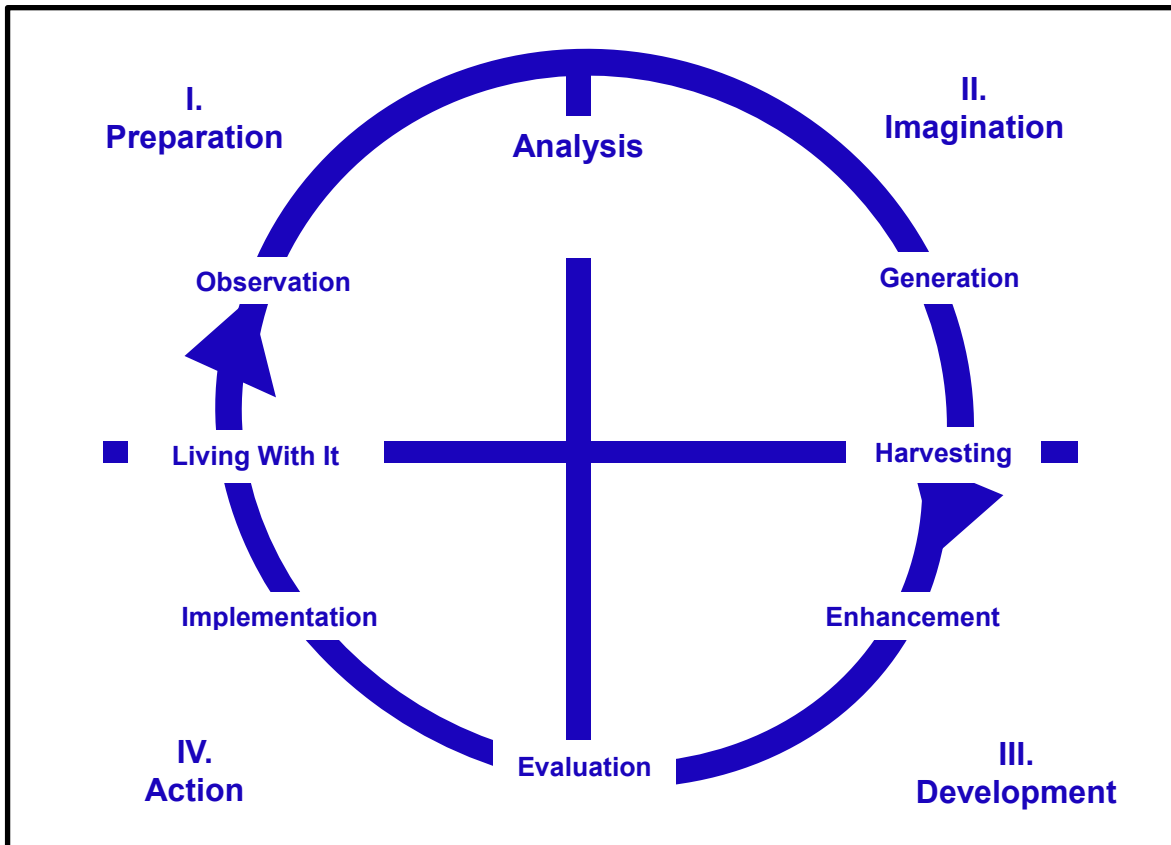 I.
Preparation
II.
Imagination
Analysis
Observation
Generation
Living With It
Harvesting
Implementation
Enhancement
IV.
Action
Evaluation
III.
Development